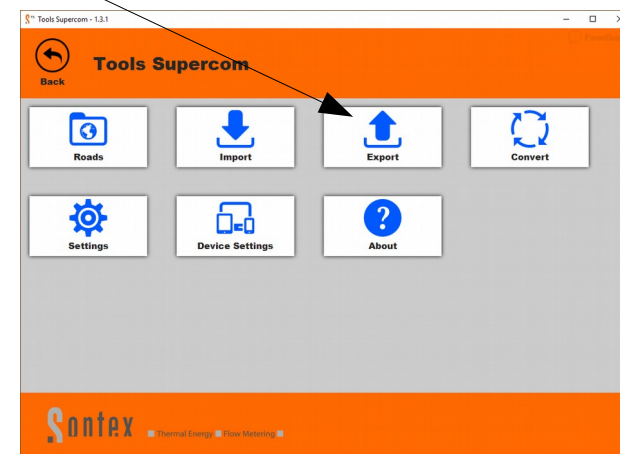 Tools Supercom - 1.3.1
Back
Tools Supercom
Roads
Import
Export
Convert
Settings
Device Settings
About
?
Sontex
Thermal Energy Flow Metering